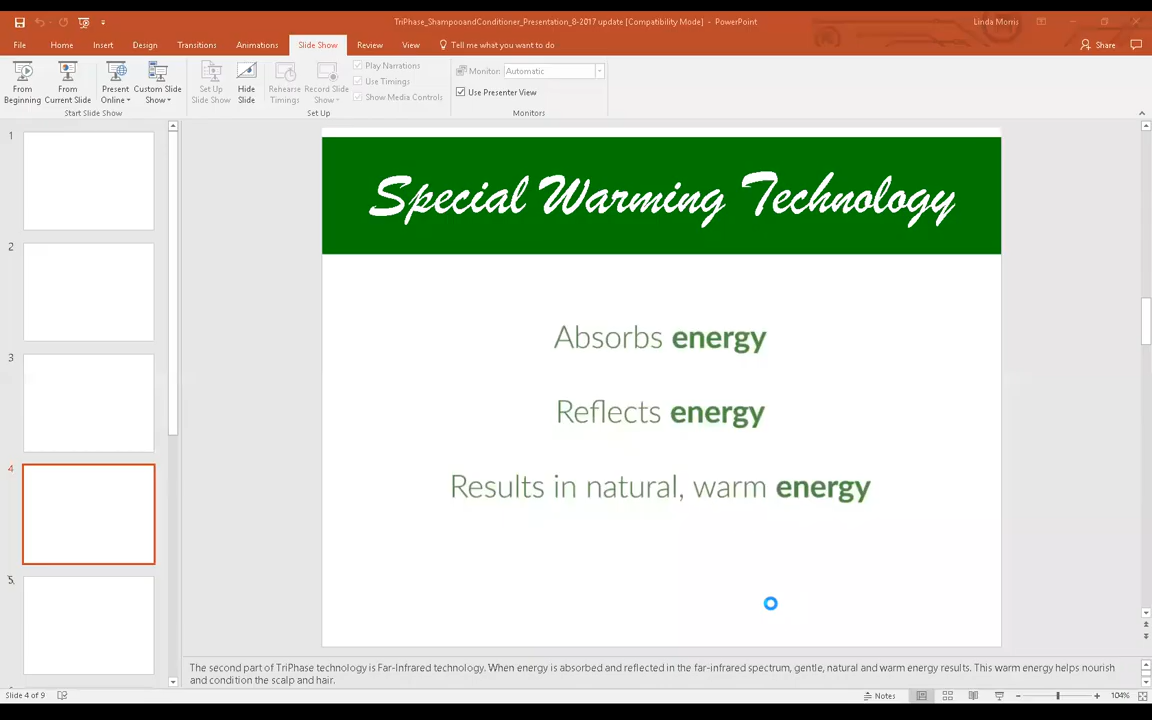 TriPhase_ShampooandConditioner_Presentation_8-2017 update [Compatibility Mode] - PowerPoint
Linda Morris
File Home Insert Design Transitions Animations Slide Show Review View Tell me what you want to do Share
From Beginning
From Current Slide
Present Online
Custom Slide Show
Start Slide Show
Set Up Slide Show
Hide Slide
Rehearse Timings
Record Slide Show
Play Narrations
Use Timings
Show Media Controls
Set Up
Monitor: Automatic
Use Presenter View
Monitors
1
2
3
4
5
Special Warming Technology
Absorbs energy
Reflects energy
Results in natural, warm energy
The second part of TriPhase technology is Far-Infrared technology. When energy is absorbed and reflected in the far-infrared spectrum, gentle, natural and warm energy results. This warm energy helps nourish
and condition the scalp and hair.
Slide 4 of 9
Notes
104%